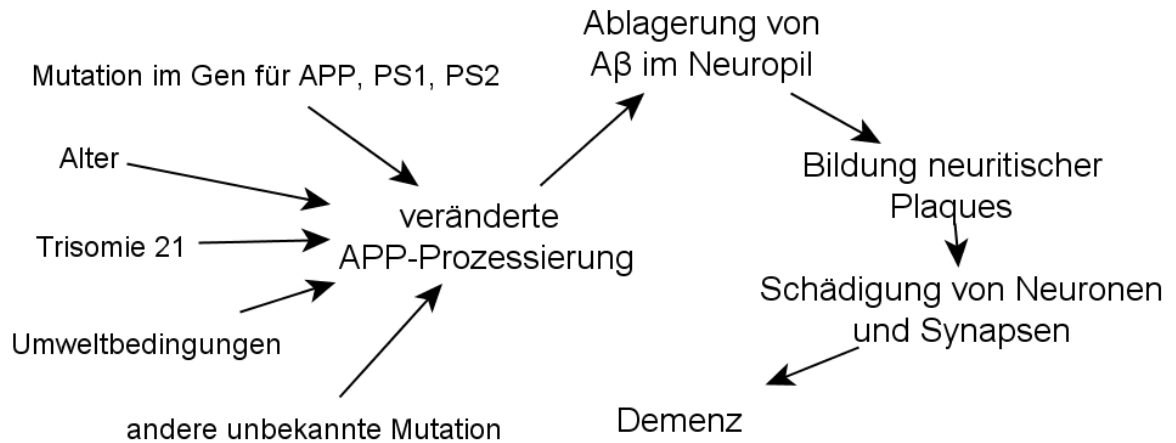 Mutation im Gen für APP, PS1, PS2
Alter
Trisomie 21
Umweltbedingungen
andere unbekannte Mutation
veränderte
APP-Prozessierung
Ablagerung von
Aβ im Neuropil
Bildung neuritischer
Plaques
Schädigung von Neuronen
und Synapsen
Demenz